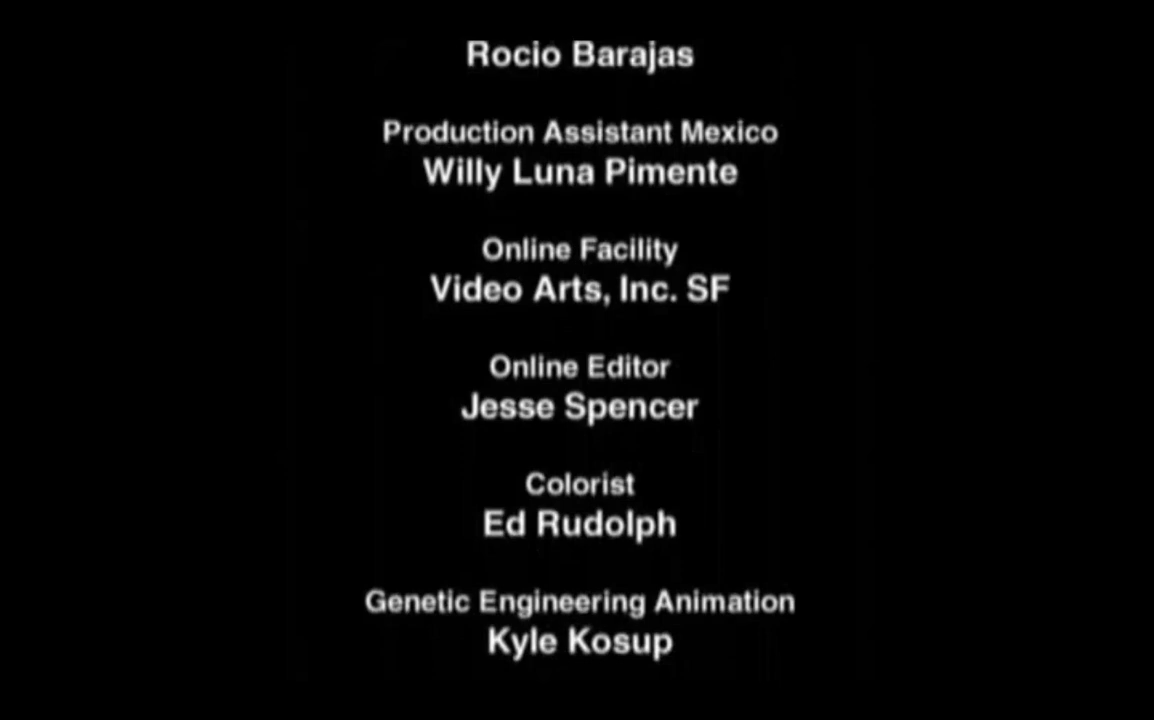 Rocio Barajas
Production Assistant Mexico
Willy Luna Pimente
Online Facility
Video Arts, Inc. SF
Online Editor
Jesse Spencer
Colorist
Ed Rudolph
Genetic Engineering Animation
Kyle Kosup